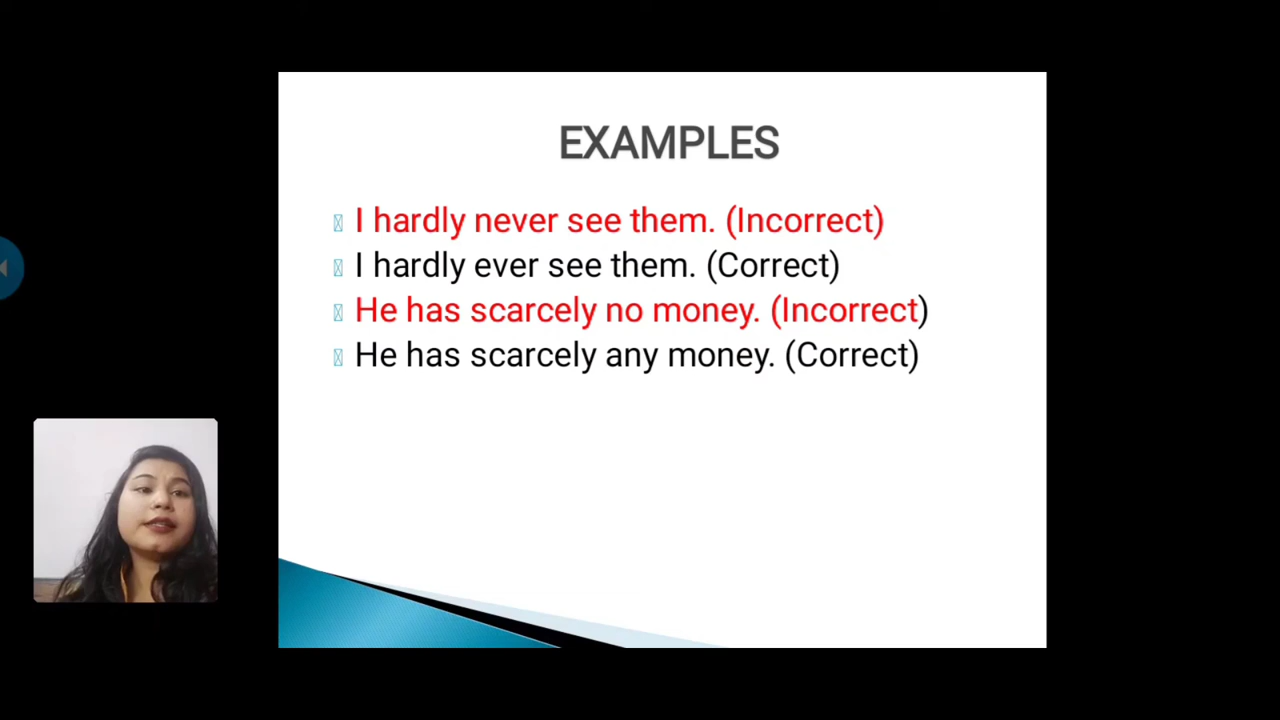 EXAMPLES
I hardly never see them. (Incorrect)
I hardly ever see them. (Correct)
He has scarcely no money. (Incorrect)
He has scarcely any money. (Correct)